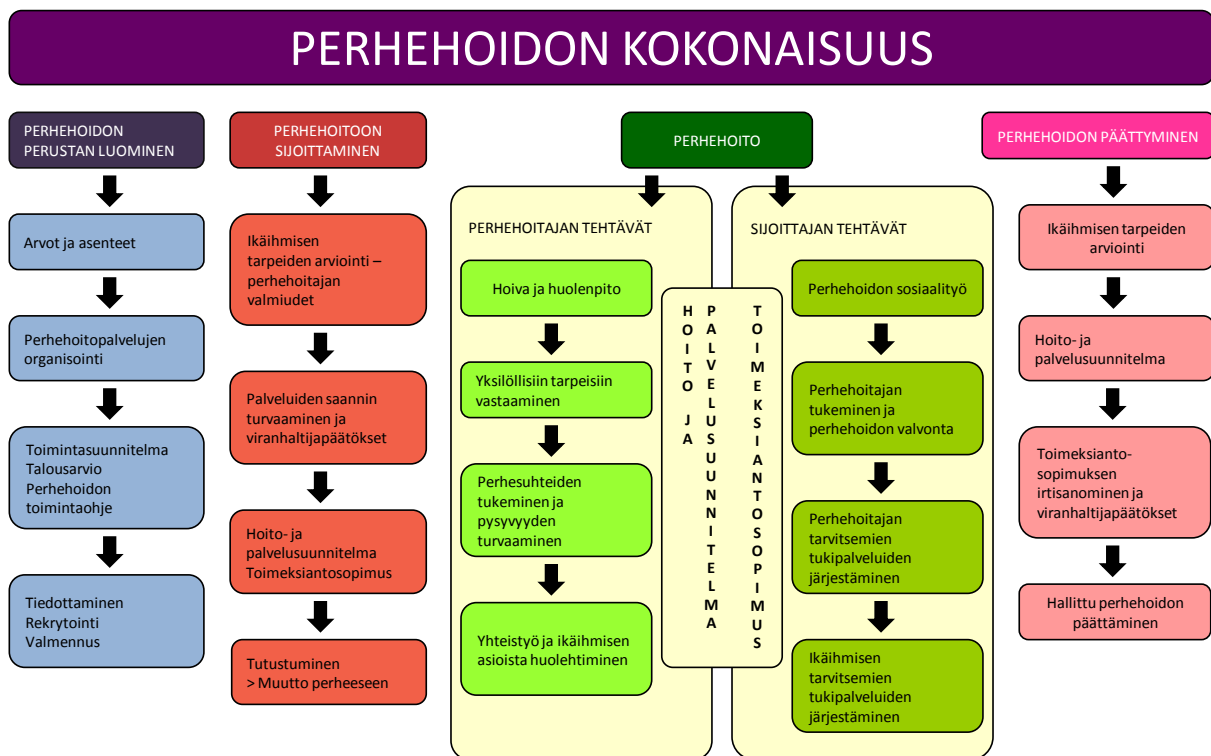 PERHEHOIDON KOKONAISUUS
PERHEHOIDON
PERUSTAN LUOMINEN
Arvot ja asenteet
Perhehoitopalvelujen
organisointi
Toimintasuunnitelma
Talousarvio
Perhehoidon
toimintaohje
Tiedottaminen
Rekrytointi
Valmennus
PERHEHOITOON
SIJOITTAMINEN
Ikäihmisen
tarpeiden arviointi –
perhehoitajan
valmiudet
Palveluiden saannin
turvaaminen ja
viranhaltijapäätökset
Hoito- ja
palvelusuunnitelma
Toimeksiantosopimus
Tutustuminen
> Muutto perheeseen
PERHEHOITO
PERHEHOITAJAN TEHTÄVÄT
Hoiva ja huolenpito
Yksilöllisiin tarpeisiin
vastaaminen
Perhesuhteiden
tukeminen ja
pysyvyyden
turvaaminen
Yhteistyö ja ikäihmisen
asioista huolehtiminen
HOITO JA
PALVELUSUUNNITELMA
TOIMEKSIANTOSOPIMUS
SIJOITTAJAN TEHTÄVÄT
Perhehoidon sosiaalityö
Perhehoitajan
tukeminen ja
perhehoidon valvonta
Perhehoitajan
tarvitsemien
tukipalveluiden
järjestäminen
Ikäihmisen
tarvitsemien
tukipalveluiden
järjestäminen
PERHEHOIDON PÄÄTTYMINEN
Ikäihmisen tarpeiden
arviointi
Hoito- ja
palvelusuunnitelma
Toimeksianto-
sopimuksen
irtisanominen ja
viranhaltijapäätökset
Hallittu perhehoidon
päättäminen